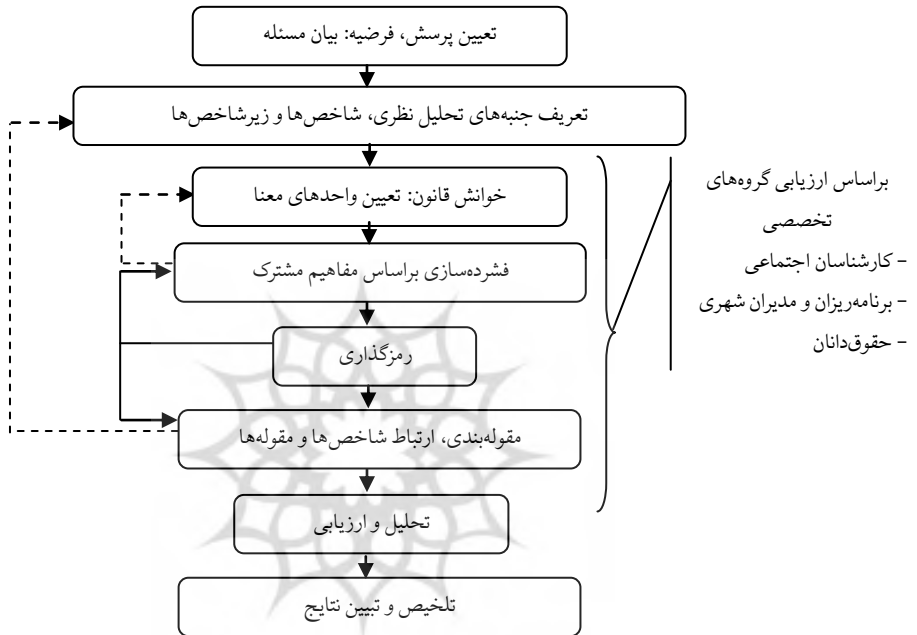 تعیین پرسش، فرضیه: بیان مسئله
تعریف جنبه‌های تحلیل نظری، شاخص‌ها و زیرشاخص‌ها
خوانش قانون: تعیین واحدهای معنا
فشرده‌سازی براساس مفاهیم مشترک
رمزگذاری
مقوله‌بندی، ارتباط شاخص‌ها و مقوله‌ها
تحلیل و ارزیابی
تلخیص و تبیین نتایج
براساس ارزیابی گروه‌های
تخصصی
- کارشناسان اجتماعی
- برنامه‌ریزان و مدیران شهری
- حقوق‌دانان